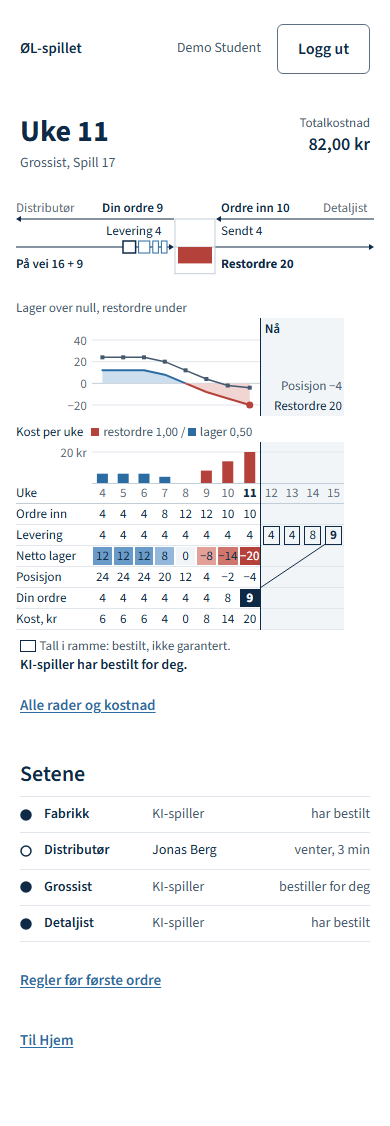 ØL-spillet
Demo Student
Logg ut
Uke 11
Grossist, Spill 17
Totalkostnad
82,00 kr
Distributør Din ordre 9 Ordre inn 10 Detaljist
Levering 4 Sendt 4
På vei 16 + 9 Restordre 20
Lager over null, restordre under
Nå
40
20
0
−20
Posisjon −4
Restordre 20
Kost per uke restordre 1,00 / lager 0,50
20 kr
Uke 4 5 6 7 8 9 10 11 12 13 14 15
Ordre inn 4 4 4 8 12 12 10 10
Levering 4 4 4 4 4 4 4 4 4 4 8 9
Netto lager 12 12 12 8 0 −8 −14 −20
Posisjon 24 24 24 20 12 4 −2 −4
Din ordre 4 4 4 4 4 4 8 9
Kost, kr 6 6 6 4 0 8 14 20
Tall i ramme: bestilt, ikke garantert.
KI-spiller har bestilt for deg.
Alle rader og kostnad
Setene
Fabrikk KI-spiller har bestilt
Distributør Jonas Berg venter, 3 min
Grossist KI-spiller bestiller for deg
Detaljist KI-spiller har bestilt
Regler før første ordre
Til Hjem